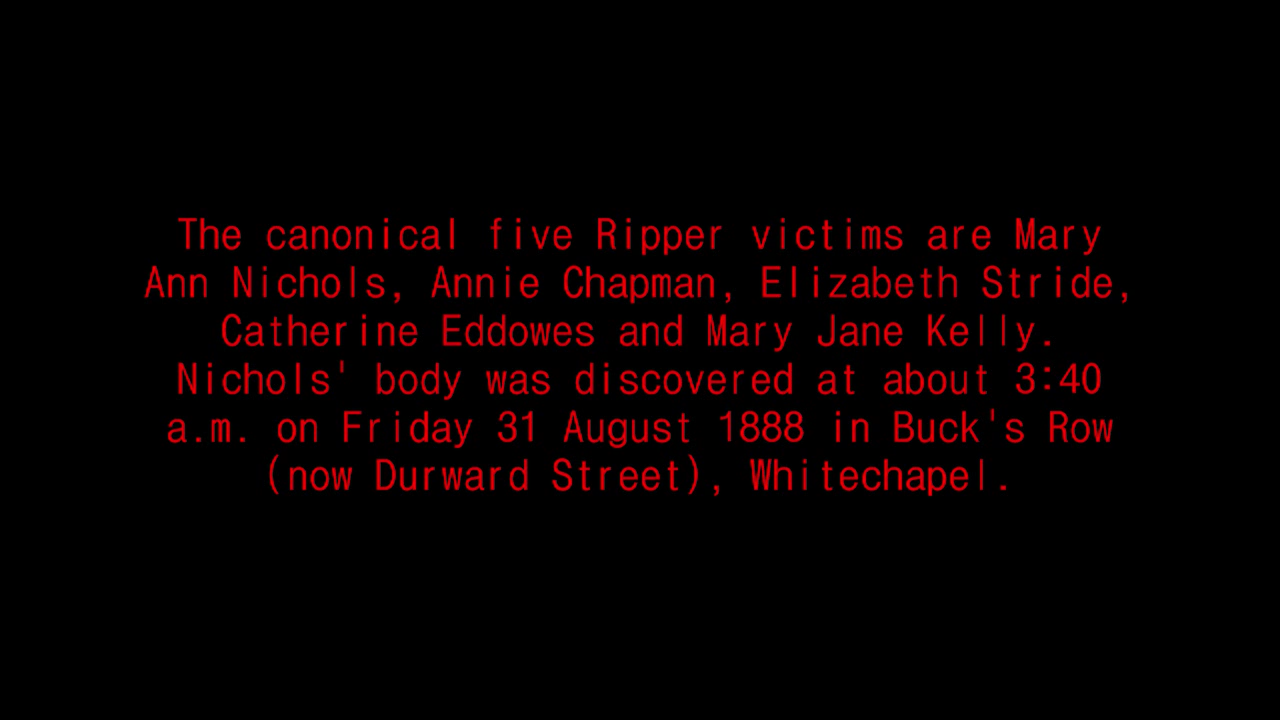 The canonical five Ripper victims are Mary
Ann Nichols, Annie Chapman, Elizabeth Stride,
Catherine Eddowes and Mary Jane Kelly.
Nichols' body was discovered at about 3:40
a.m. on Friday 31 August 1888 in Buck's Row
(now Durward Street), Whitechapel.